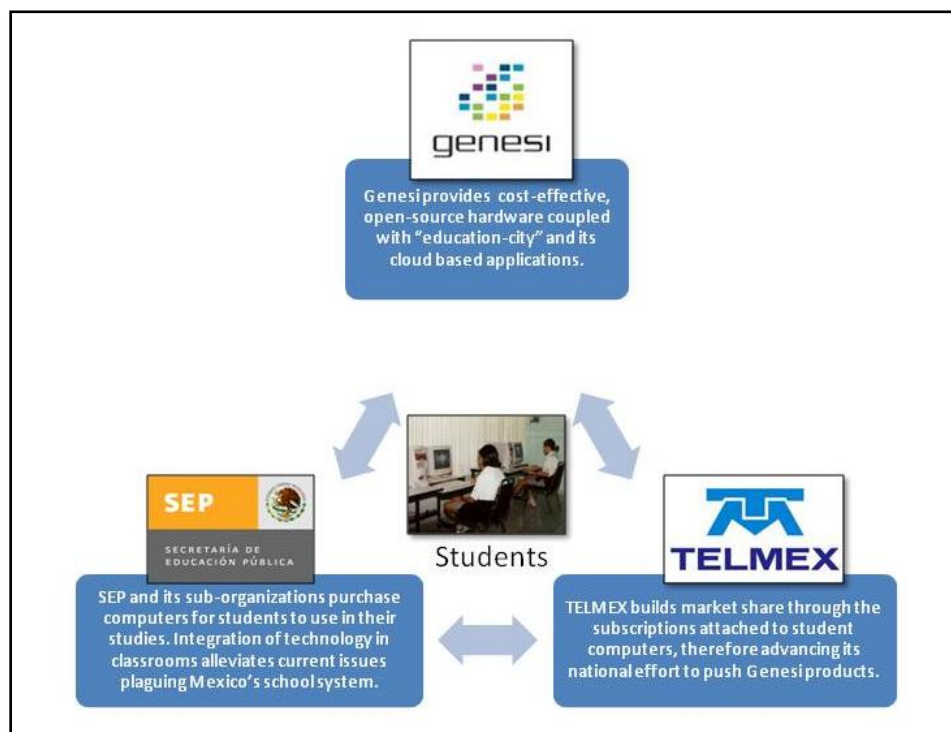 genesi
Genesi provides cost-effective,
open-source hardware coupled
with "education-city" and its
cloud based applications.
Students
SEP
SECRETARÍA DE
EDUCACIÓN PÚBLICA
SEP and its sub-organizations purchase
computers for students to use in their
studies. Integration of technology in
classrooms alleviates current issues
plaguing Mexico's school system.
TELMEX
TELMEX builds market share through the
subscriptions attached to student
computers, therefore advancing its
national effort to push Genesi products.